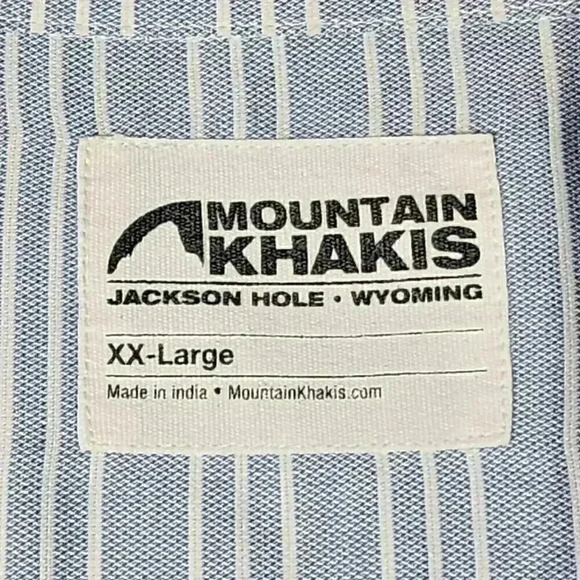 MOUNTAIN
KHAKIS
JACKSON HOLE • WYOMING
XX-Large
Made in india • MountainKhakis.com